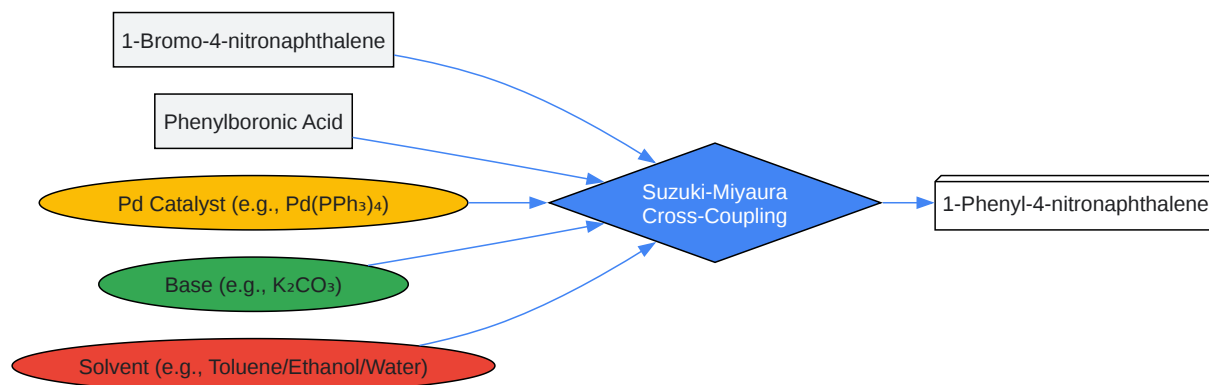 1-Bromo-4-nitronaphthalene
Phenylboronic Acid
Pd Catalyst (e.g., Pd(PPh₃)₄)
Base (e.g., K₂CO₃)
Solvent (e.g., Toluene/Ethanol/Water)
Suzuki-Miyaura
Cross-Coupling
1-Phenyl-4-nitronaphthalene